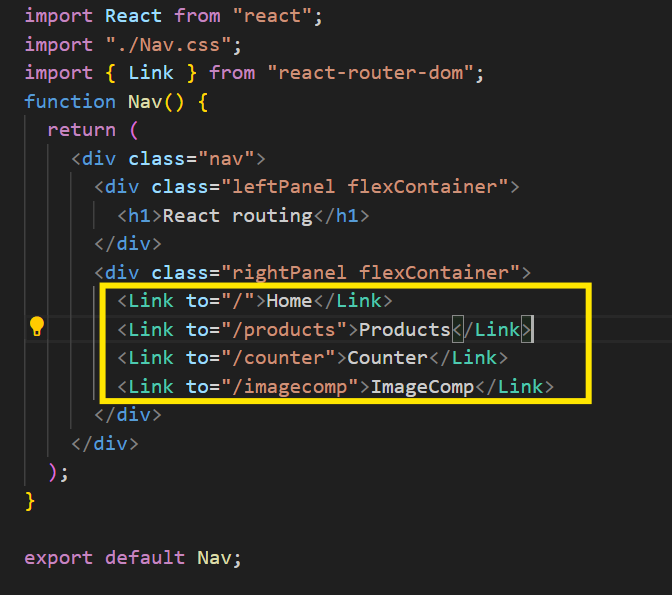 import React from "react";
import "./Nav.css";
import { Link } from "react-router-dom";
function Nav() {
  return (
    <div class="nav">
      <div class="leftPanel flexContainer">
        <h1>React routing</h1>
      </div>
      <div class="rightPanel flexContainer">
        <Link to="/">Home</Link>
        <Link to="/products">Products</Link>
        <Link to="/counter">Counter</Link>
        <Link to="/imagecomp">ImageComp</Link>
      </div>
    </div>
  );
}

export default Nav;